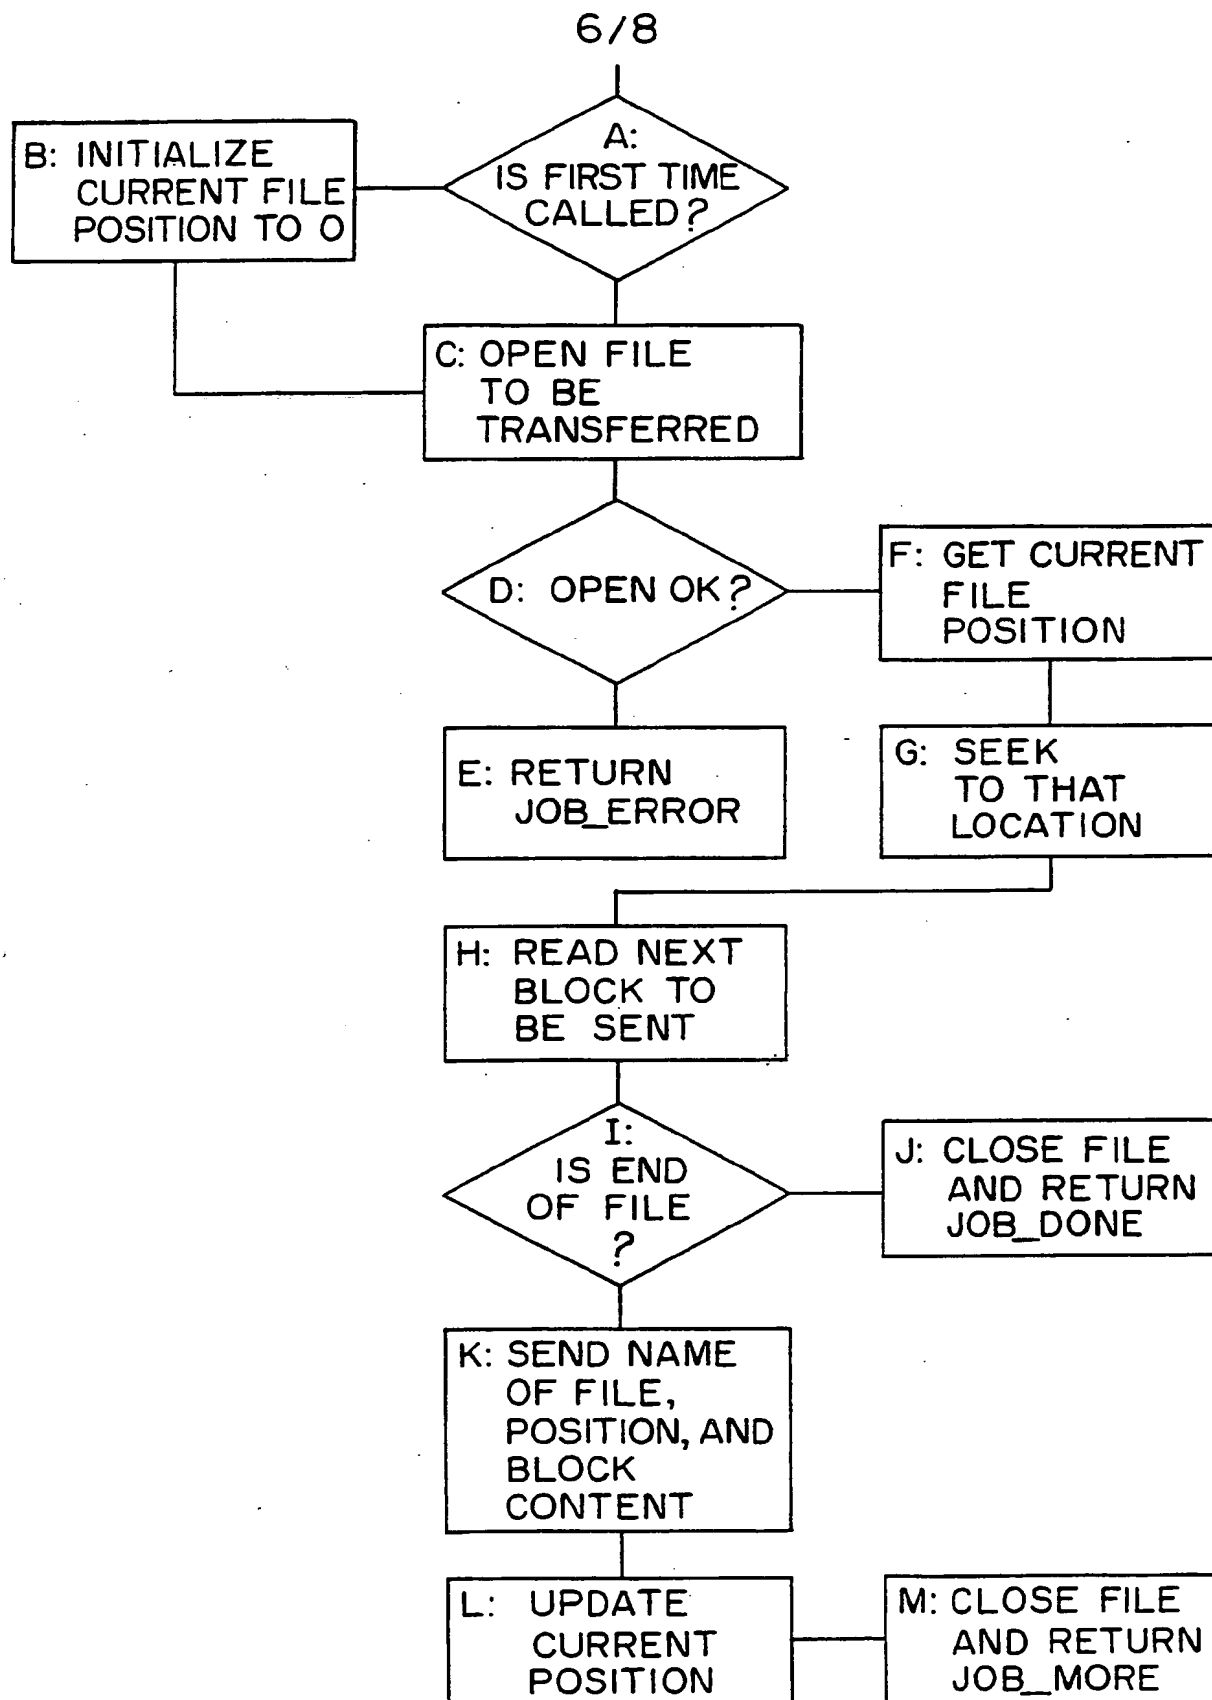 6/8
A:
IS FIRST TIME
CALLED?
B: INITIALIZE
CURRENT FILE
POSITION TO 0
C: OPEN FILE
TO BE
TRANSFERRED
D: OPEN OK?
F: GET CURRENT
FILE
POSITION
E: RETURN
JOB_ERROR
G: SEEK
TO THAT
LOCATION
H: READ NEXT
BLOCK TO
BE SENT
I:
IS END
OF FILE
?
J: CLOSE FILE
AND RETURN
JOB_DONE
K: SEND NAME
OF FILE,
POSITION, AND
BLOCK
CONTENT
L: UPDATE
CURRENT
POSITION
M: CLOSE FILE
AND RETURN
JOB_MORE